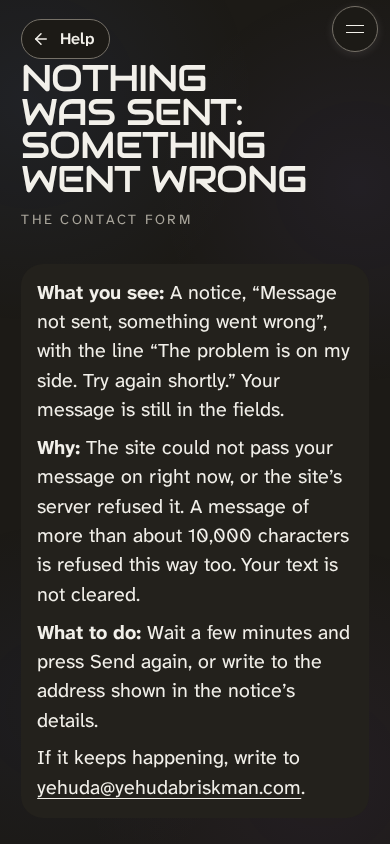 Help
NOTHING
WAS SENT:
SOMETHING
WENT WRONG
THE CONTACT FORM
What you see: A notice, “Message
not sent, something went wrong”,
with the line “The problem is on my
side. Try again shortly.” Your
message is still in the fields.
Why: The site could not pass your
message on right now, or the site’s
server refused it. A message of
more than about 10,000 characters
is refused this way too. Your text is
not cleared.
What to do: Wait a few minutes and
press Send again, or write to the
address shown in the notice’s
details.
If it keeps happening, write to
yehuda@yehudabriskman.com.